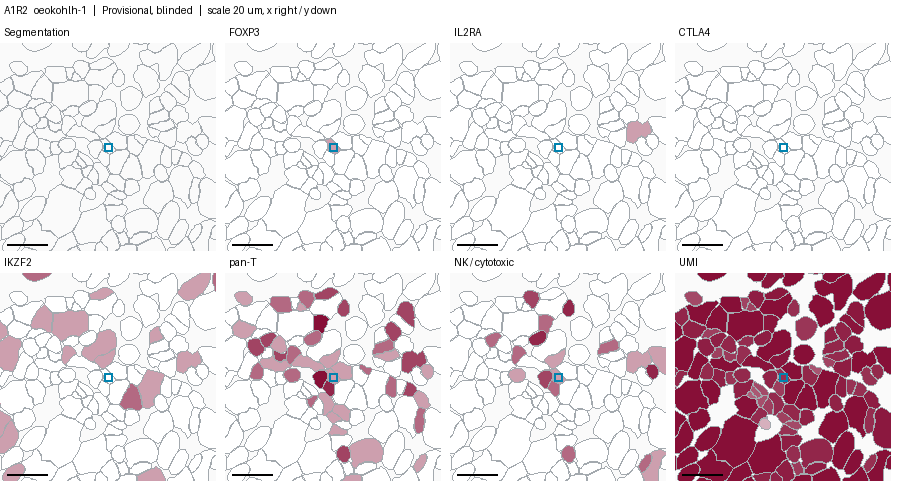 A1R2 oeokohlh-1 | Provisional, blinded | scale 20 um, x right / y down
Segmentation FOXP3 IL2RA CTLA4
IKZF2 pan-T NK / cytotoxic UMI